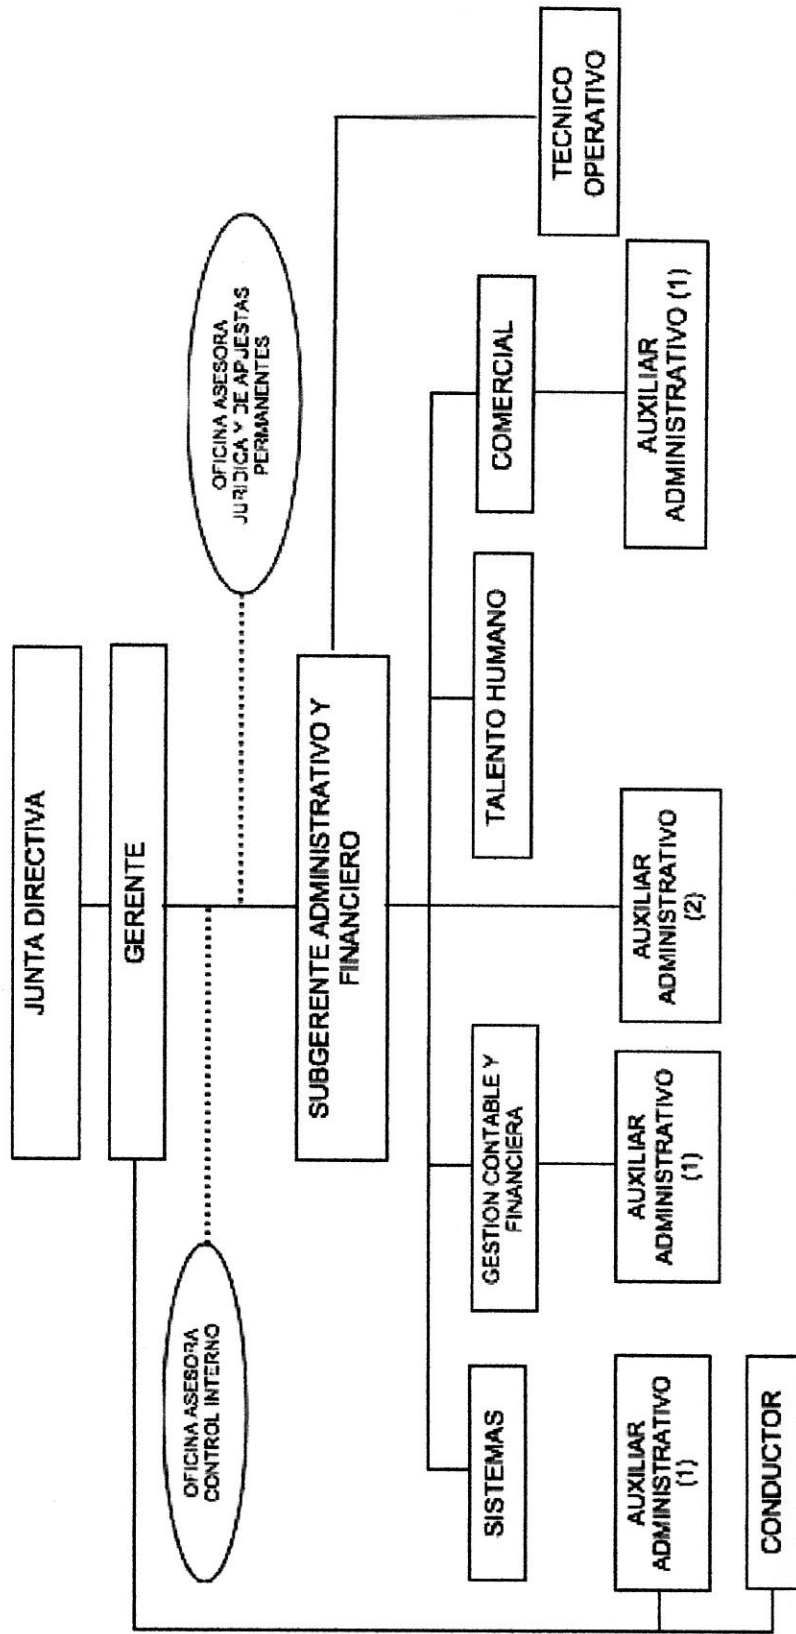 JUNTA DIRECTIVA
GERENTE
OFICINA ASESORA
CONTROL INTERNO
OFICINA ASESORA
JURIDICA Y DE APUESTAS
PERMANENTES
SUBGERENTE ADMINISTRATIVO Y
FINANCIERO
SISTEMAS
GESTION CONTABLE Y
FINANCIERA
TALENTO HUMANO
COMERCIAL
TECNICO
OPERATIVO
AUXILIAR
ADMINISTRATIVO
(1)
AUXILIAR
ADMINISTRATIVO
(1)
AUXILIAR
ADMINISTRATIVO
(2)
AUXILIAR
ADMINISTRATIVO (1)
CONDUCTOR